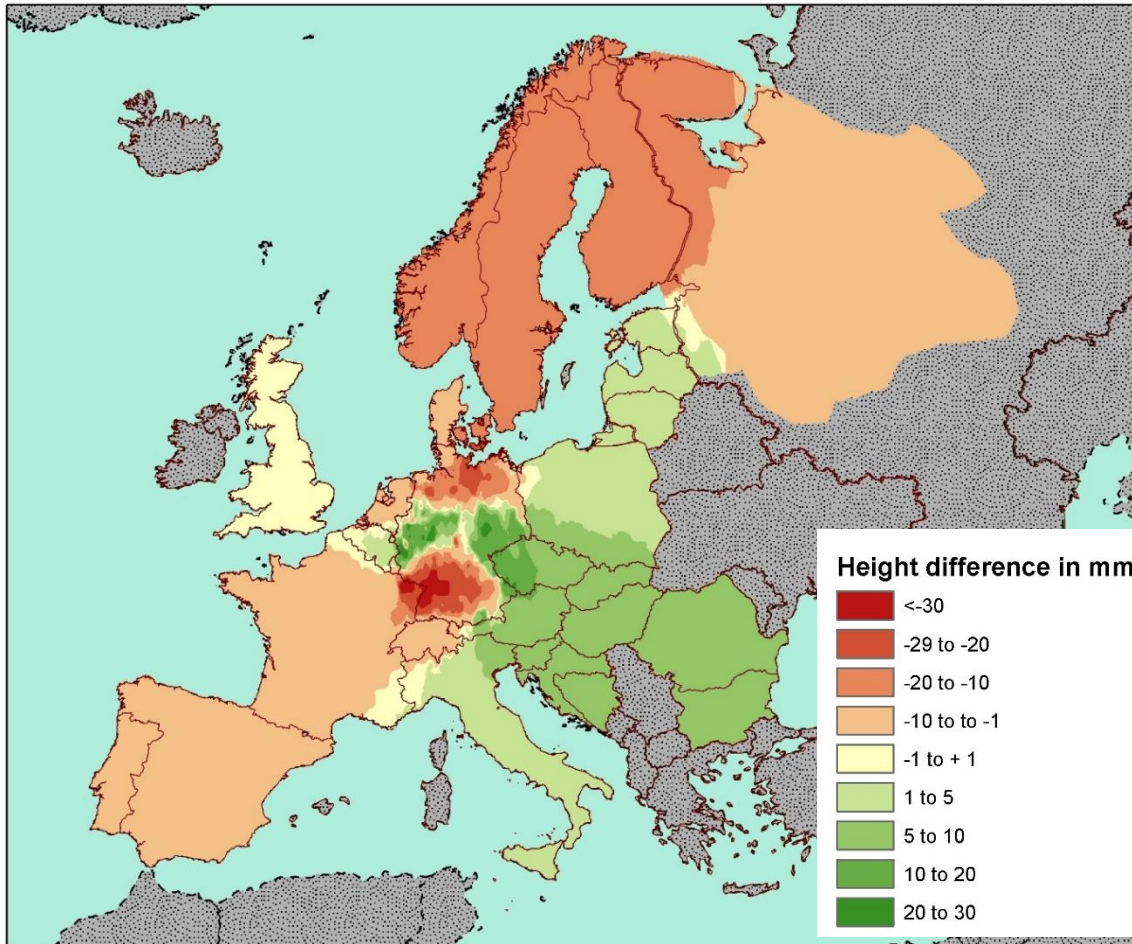 Height difference in mm
<-30
-29 to -20
-20 to -10
-10 to to -1
-1 to + 1
1 to 5
5 to 10
10 to 20
20 to 30